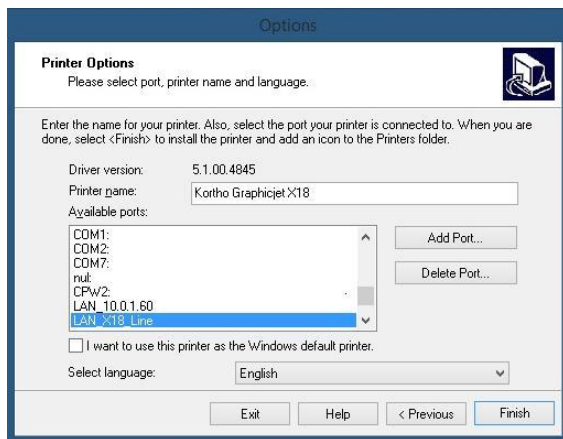 Options
Printer Options
Please select port, printer name and language.
Enter the name for your printer. Also, select the port your printer is connected to. When you are
done, select <Finish> to install the printer and add an icon to the Printers folder.
Driver version: 5.1.00.4845
Printer name: Kortho Graphicjet X18
Available ports:
COM1:
COM2:
COM7:
nul:
CPW2:
LAN_10.0.1.60
LAN_X18_Line
Add Port...
Delete Port...
I want to use this printer as the Windows default printer.
Select language: English
Exit Help < Previous Finish